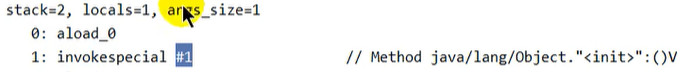 stack=2, locals=1, args_size=1
0: aload_0
1: invokespecial #1 // Method java/lang/Object."<init>":()V